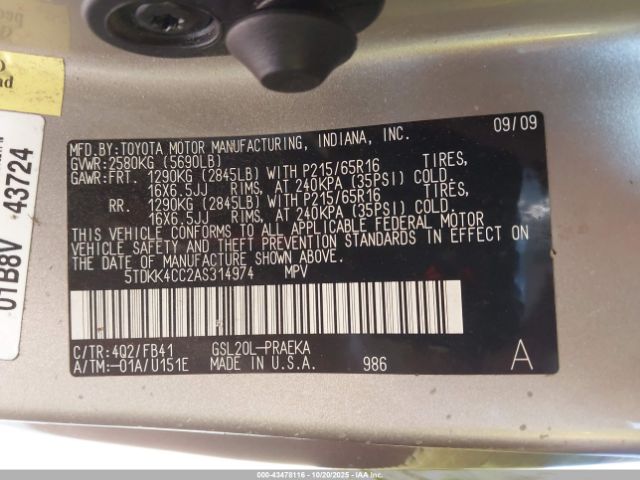 MFD.BY:TOYOTA MOTOR MANUFACTURING, INDIANA, INC. 09/09
GVWR:2580KG (5690LB)
GAWR:FRT. 1290KG (2845LB) WITH P215/65R16 TIRES,
16X6.5JJ RIMS, AT 240KPA (35PSI) COLD.
RR. 1290KG (2845LB) WITH P215/65R16 TIRES,
16X6.5JJ RIMS, AT 240KPA (35PSI) COLD.
THIS VEHICLE CONFORMS TO ALL APPLICABLE FEDERAL MOTOR
VEHICLE SAFETY AND THEFT PREVENTION STANDARDS IN EFFECT
ON THE DATE OF MANUFACTURE SHOWN ABOVE.
5TDKK4CC2AS314974 MPV
C/TR:4Q2/FB41 GSL20L-PRAEKA
A/TM:-01A/U151E MADE IN U.S.A. 986 A
01B8V 43724
000-43478116 • 10/20/2025 • IAAI.com